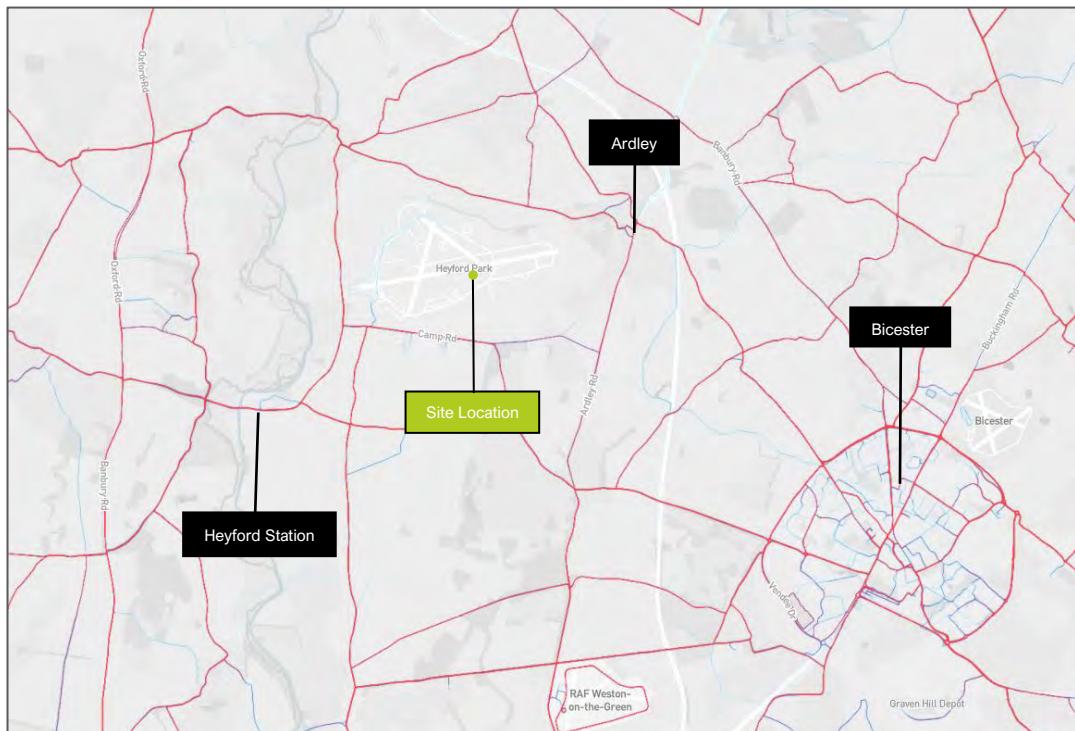 Oxford Rd
Ardley
Banbury Rd
Heyford Park
Oxford Rd
Buckingham Rd
Bicester
Camp Rd
Ardley Rd
Site Location
Bicester
Banbury Rd
Heyford Station
Vendee Dr
RAF Weston-
on-the-Green
Graven Hill Depot